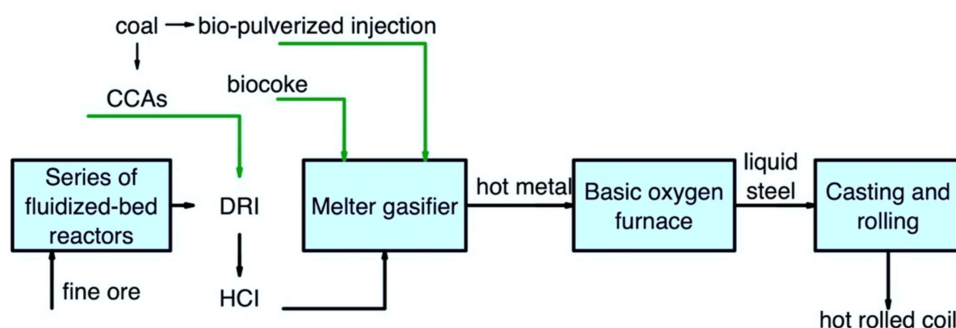 coal
bio-pulverized injection
CCAs
biocoke
Series of
fluidized-bed
reactors
DRI
Melter gasifier
hot metal
Basic oxygen
furnace
liquid
steel
Casting and
rolling
fine ore
HCI
hot rolled coil